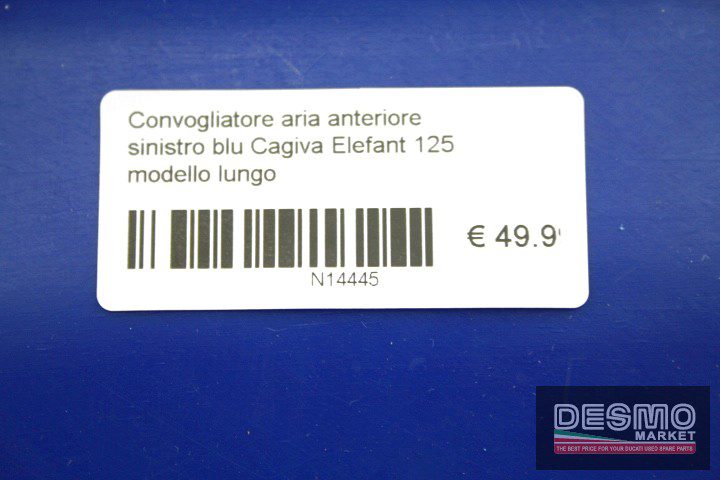 Convogliatore aria anteriore
sinistro blu Cagiva Elefant 125
modello lungo
€ 49.9
N14445
DESMO
MARKET
THE BEST PRICE FOR YOUR DUCATI USED SPARE PARTS